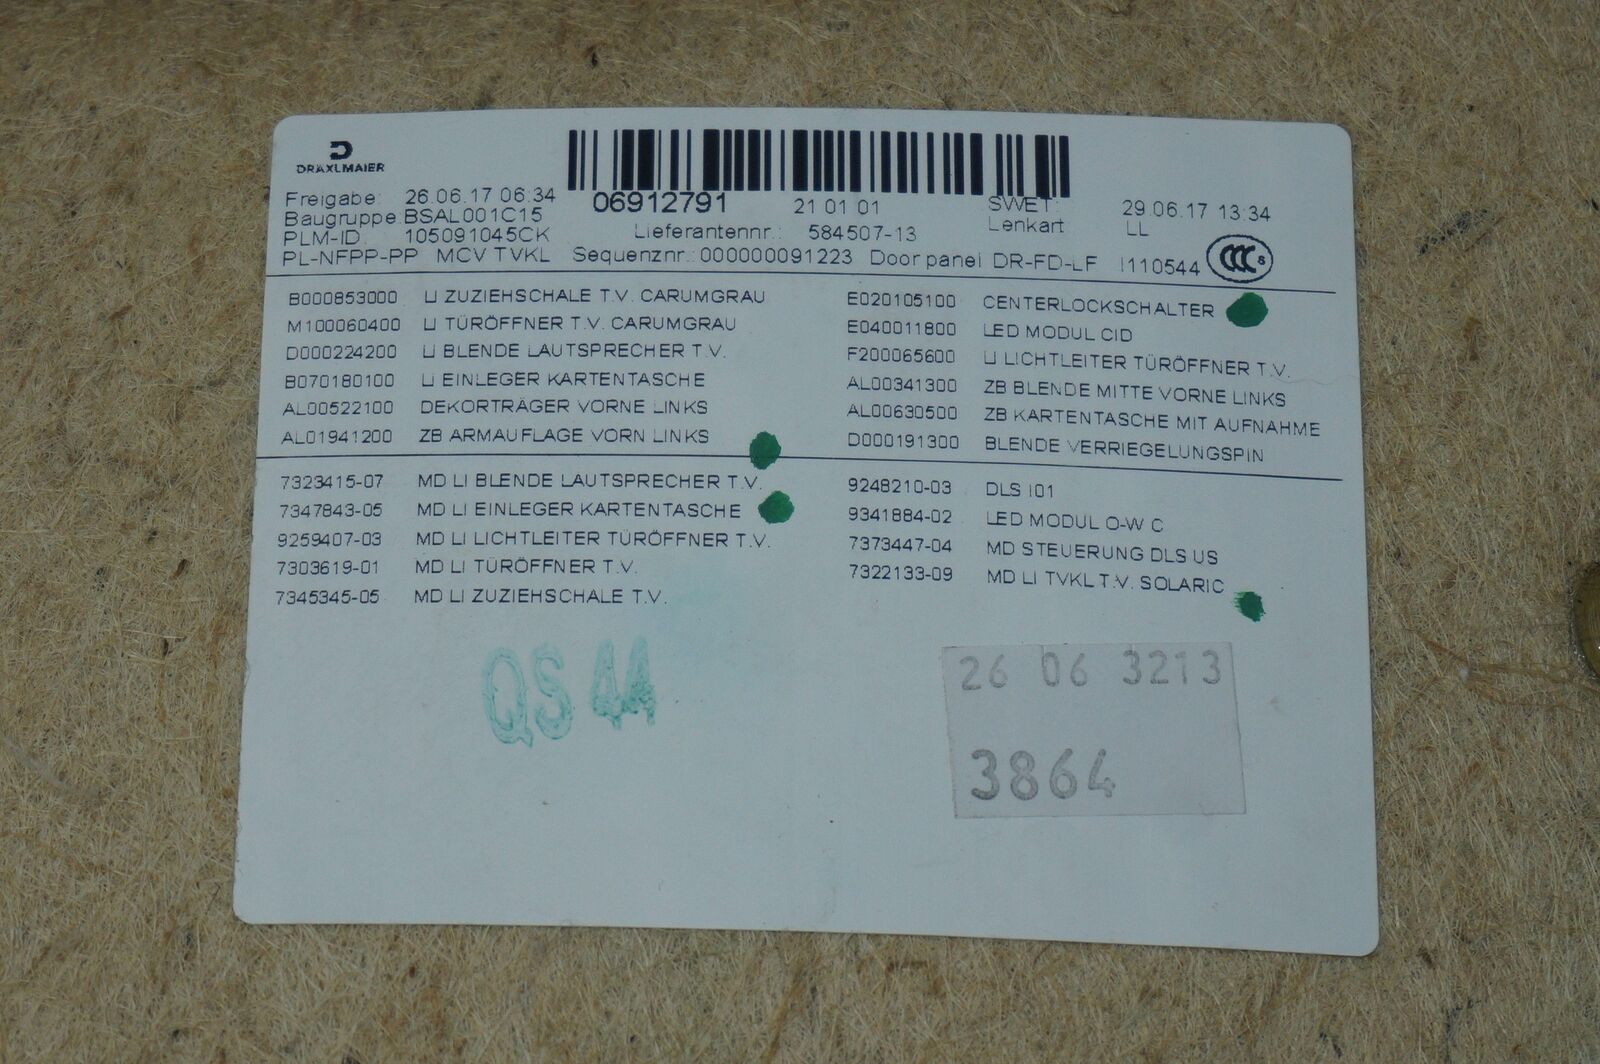 DRÄXLMAIER
Freigabe: 26.06.17 06:34 06912791 21 01 01 SWET: 29.06.17 13:34
Baugruppe: BSAL001C15 Lieferantennr.: 584507-13 Lenkart LL
PLM-ID: 105091045CK
PL-NFPP-PP MCV TVKL Sequenznr.: 000000091223 Door panel DR-FD-LF I110544 CCC S
B000853000 LI ZUZIEHSCHALE T.V. CARUMGRAU
M100060400 LI TÜRÖFFNER T.V. CARUMGRAU
D000224200 LI BLENDE LAUTSPRECHER T.V.
B070180100 LI EINLEGER KARTENTASCHE
AL00522100 DEKORTRÄGER VORNE LINKS
AL01941200 ZB ARMAUFLAGE VORN LINKS
E020105100 CENTERLOCKSCHALTER
E040011800 LED MODUL CID
F200065600 LI LICHTLEITER TÜRÖFFNER T.V.
AL00341300 ZB BLENDE MITTE VORNE LINKS
AL00630500 ZB KARTENTASCHE MIT AUFNAHME
D000191300 BLENDE VERRIEGELUNGSPIN
7323415-07 MD LI BLENDE LAUTSPRECHER T.V.
7347843-05 MD LI EINLEGER KARTENTASCHE
9259407-03 MD LI LICHTLEITER TÜRÖFFNER T.V.
7303619-01 MD LI TÜRÖFFNER T.V.
7345345-05 MD LI ZUZIEHSCHALE T.V.
9248210-03 DLS I01
9341884-02 LED MODUL O-W C
7373447-04 MD STEUERUNG DLS US
7322133-09 MD LI TVKL T.V. SOLARIC
QS 44
26 06 3213
3864